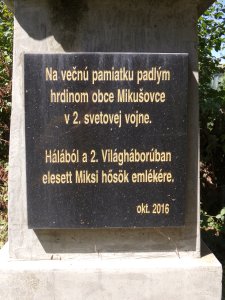 Na večnú pamiatku padlým
hrdinom obce Mikušovce
v 2. svetovej vojne.
Hálából a 2. Világháborúban
elesett Miksi hősök emlékére.
okt. 2016